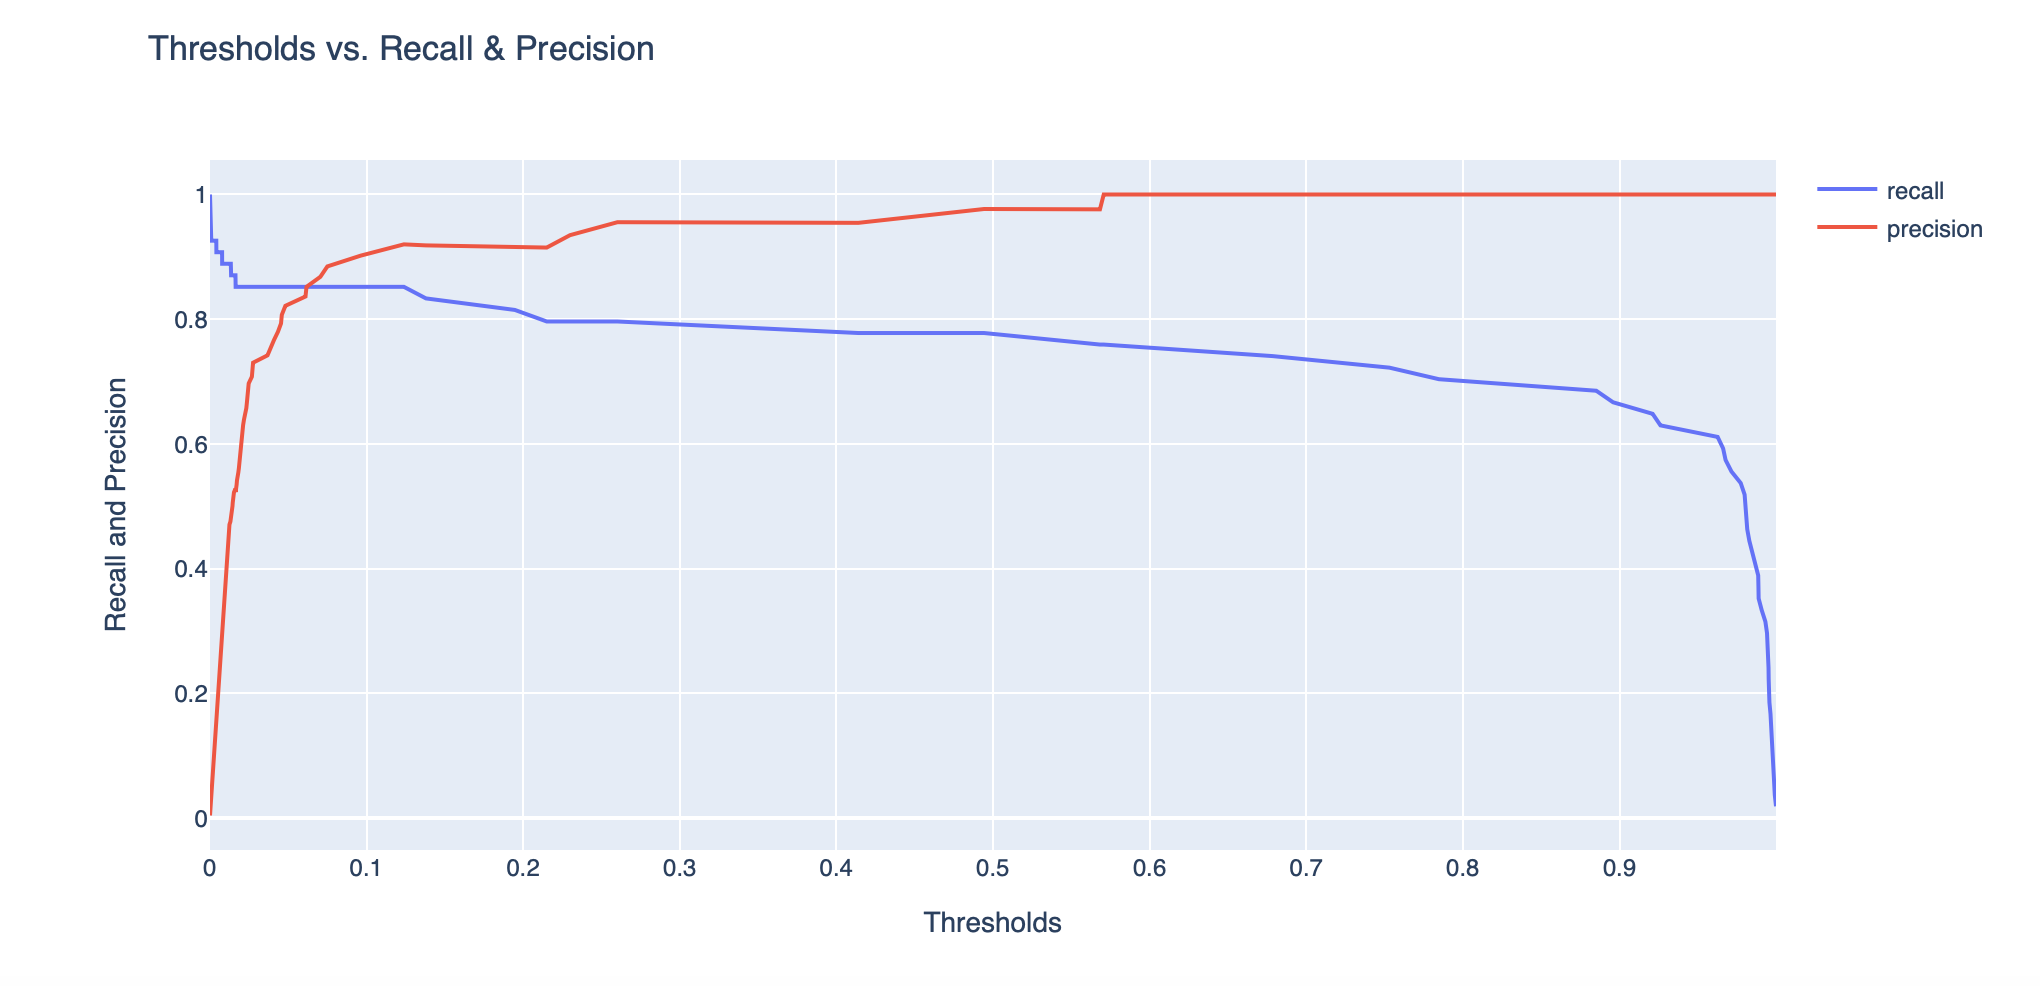 Thresholds vs. Recall & Precision
recall
precision
Recall and Precision
1
0.8
0.6
0.4
0.2
0
0 0.1 0.2 0.3 0.4 0.5 0.6 0.7 0.8 0.9
Thresholds